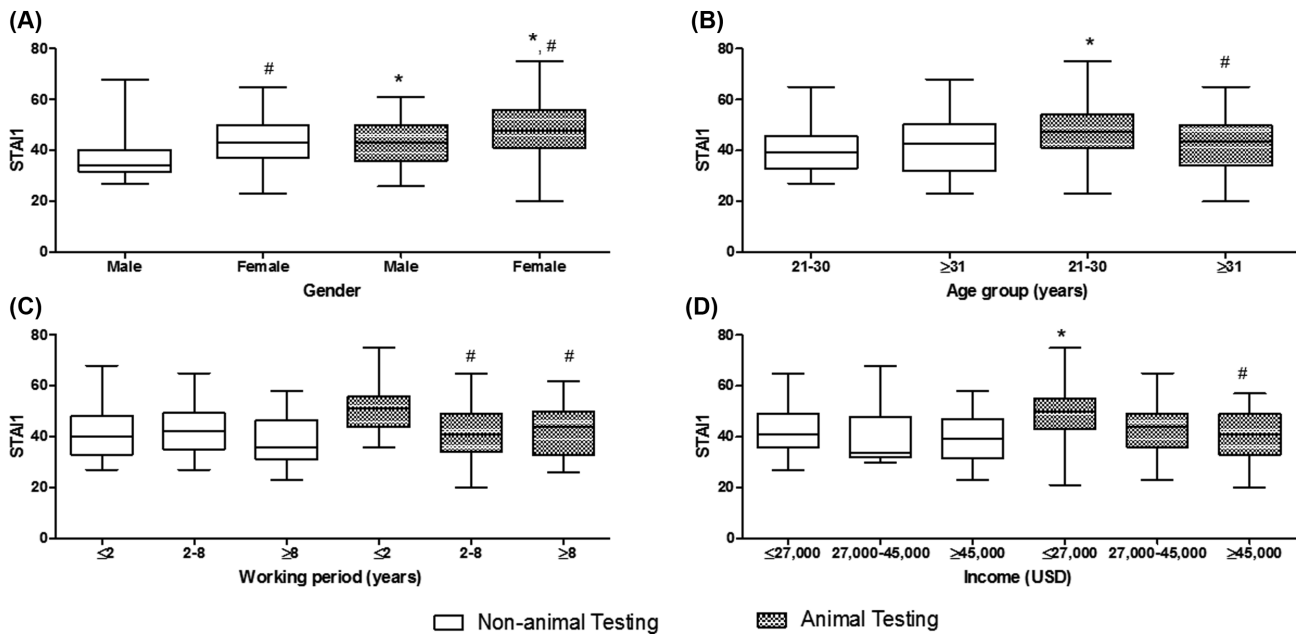 (A)
80
60
40
20
0
STAI1
#
*
*, #
Male Female Male Female
Gender
(B)
80
60
40
20
0
STAI1
*
#
21-30 ≥31 21-30 ≥31
Age group (years)
(C)
80
60
40
20
0
STAI1
# #
≤2 2-8 ≥8 ≤2 2-8 ≥8
Working period (years)
(D)
80
60
40
20
0
STAI1
*
#
≤27,000 27,000-45,000 ≥45,000 ≤27,000 27,000-45,000 ≥45,000
Income (USD)
Non-animal Testing Animal Testing